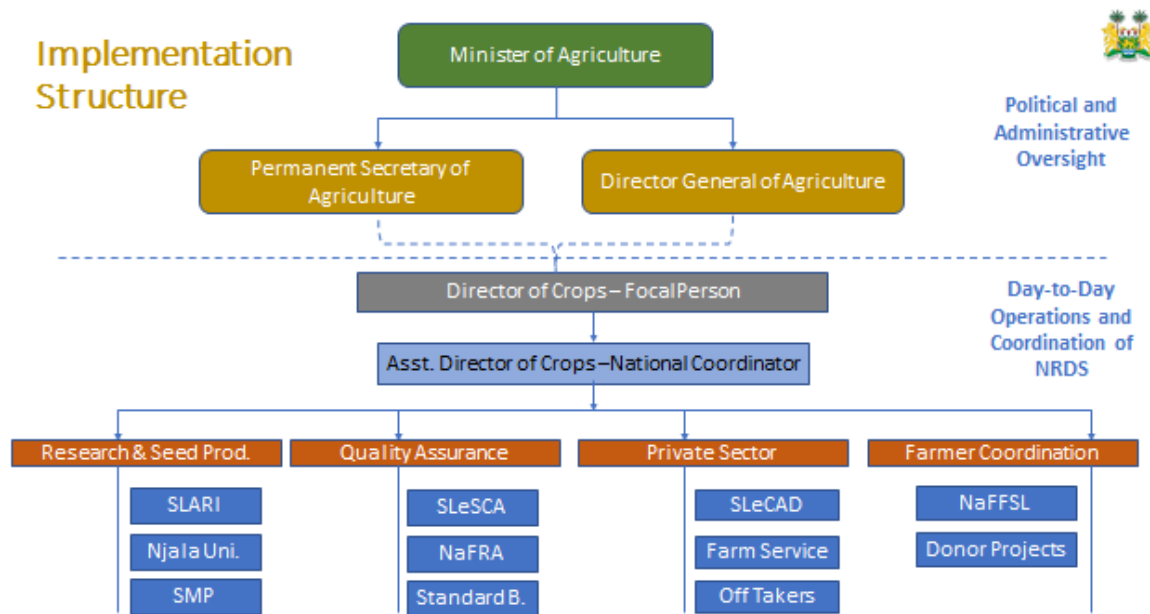 Implementation
Structure
Minister of Agriculture
Political and
Administrative
Oversight
Permanent Secretary of
Agriculture
Director General of Agriculture
Director of Crops – Focal Person
Day-to-Day
Operations and
Coordination of
NRDS
Asst. Director of Crops –National Coordinator
Research & Seed Prod.
Quality Assurance
Private Sector
Farmer Coordination
SLARI
SLeSCA
SLeCAD
NaFFSL
Njala Uni.
NaFRA
Farm Service
Donor Projects
SMP
Standard B.
Off Takers